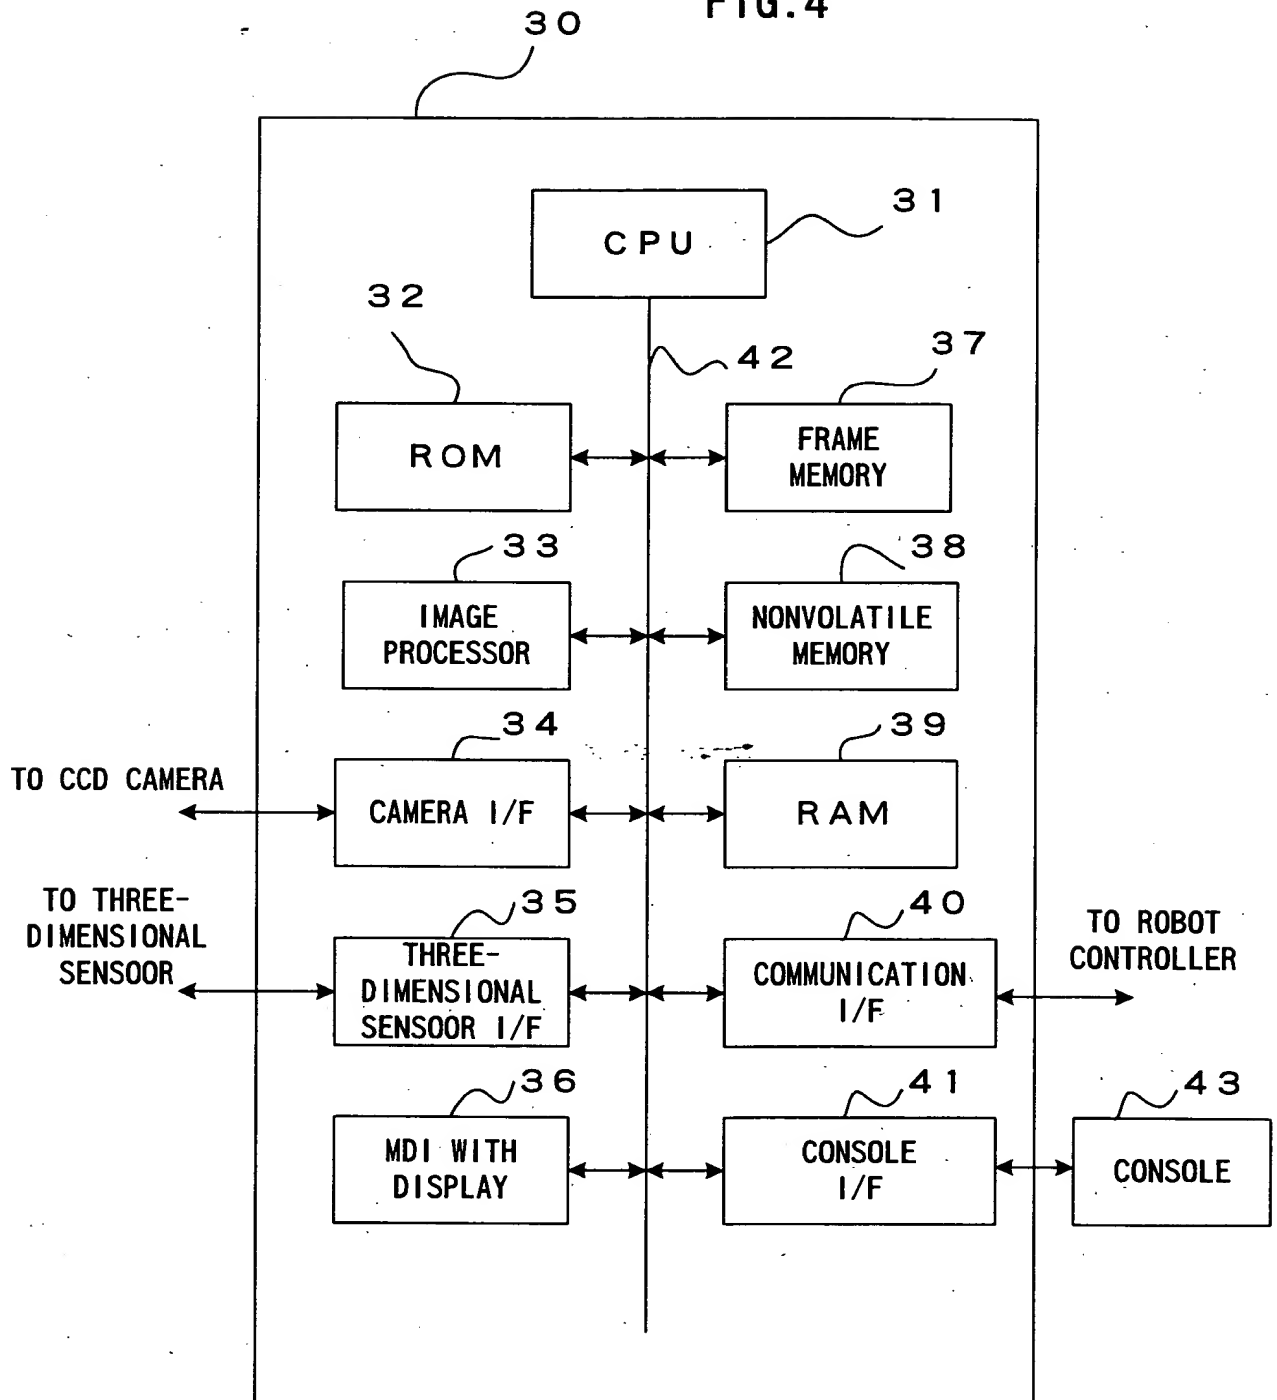 FIG.4
30
31
CPU
32
42
37
ROM
FRAME
MEMORY
33
38
IMAGE
PROCESSOR
NONVOLATILE
MEMORY
34
39
TO CCD CAMERA
CAMERA I/F
RAM
TO THREE-
DIMENSIONAL
SENSOOR
35
THREE-
DIMENSIONAL
SENSOOR I/F
40
COMMUNICATION
I/F
TO ROBOT
CONTROLLER
36
MDI WITH
DISPLAY
41
CONSOLE
I/F
43
CONSOLE